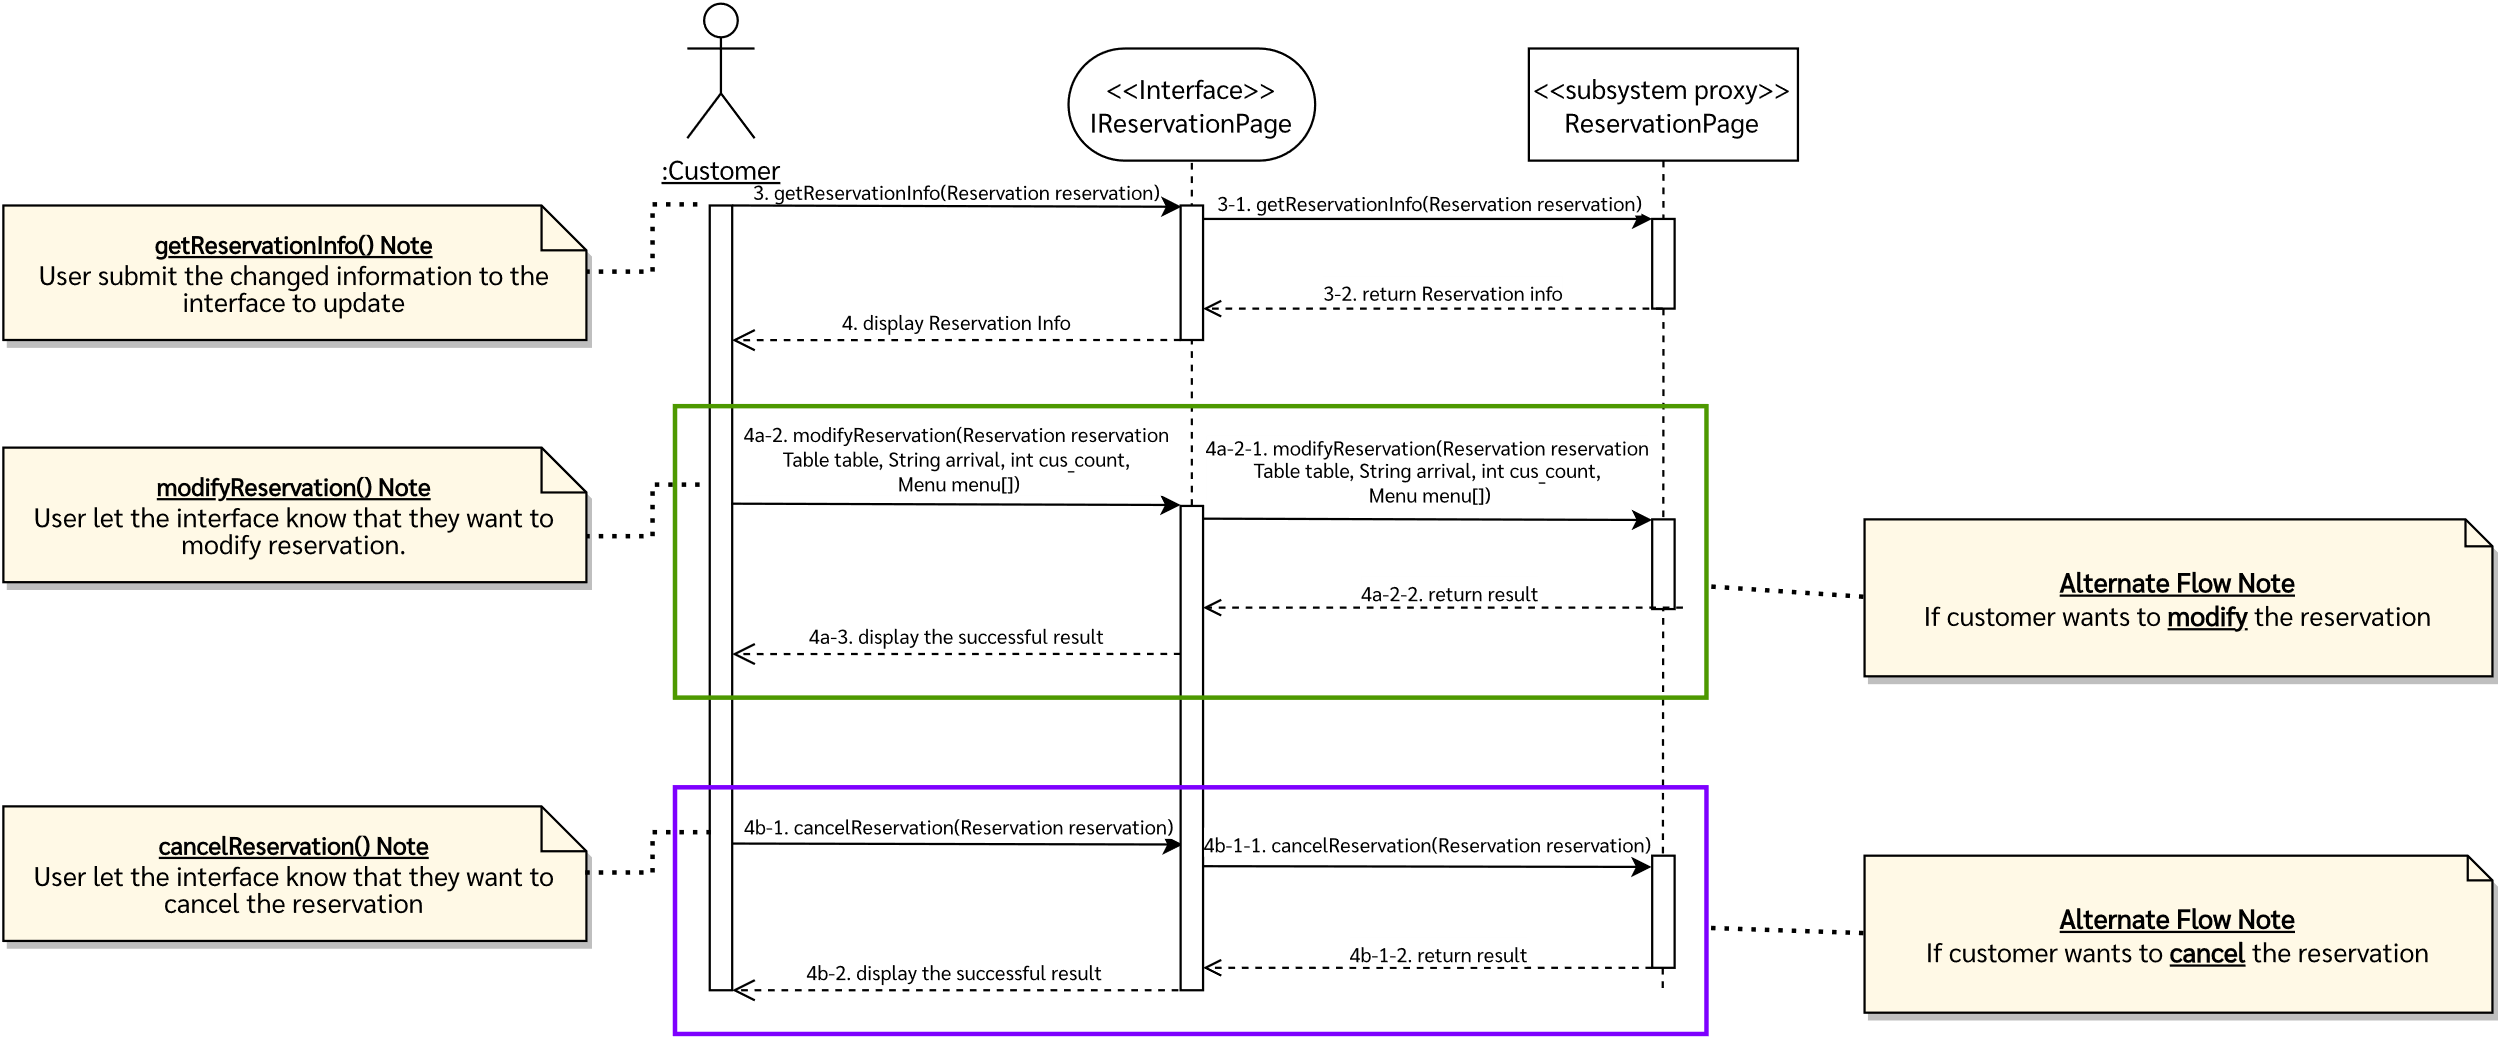 <<Interface>>
IReservationPage
<<subsystem proxy>>
ReservationPage
:Customer
3. getReservationInfo(Reservation reservation)
3-1. getReservationInfo(Reservation reservation)
getReservationInfo() Note
User submit the changed information to the
interface to update
3-2. return Reservation info
4. display Reservation Info
4a-2. modifyReservation(Reservation reservation
Table table, String arrival, int cus_count,
Menu menu[])
4a-2-1. modifyReservation(Reservation reservation
Table table, String arrival, int cus_count,
Menu menu[])
modifyReservation() Note
User let the interface know that they want to
modify reservation.
Alternate Flow Note
If customer wants to modify the reservation
4a-2-2. return result
4a-3. display the successful result
4b-1. cancelReservation(Reservation reservation)
4b-1-1. cancelReservation(Reservation reservation)
cancelReservation() Note
User let the interface know that they want to
cancel the reservation
Alternate Flow Note
If customer wants to cancel the reservation
4b-1-2. return result
4b-2. display the successful result